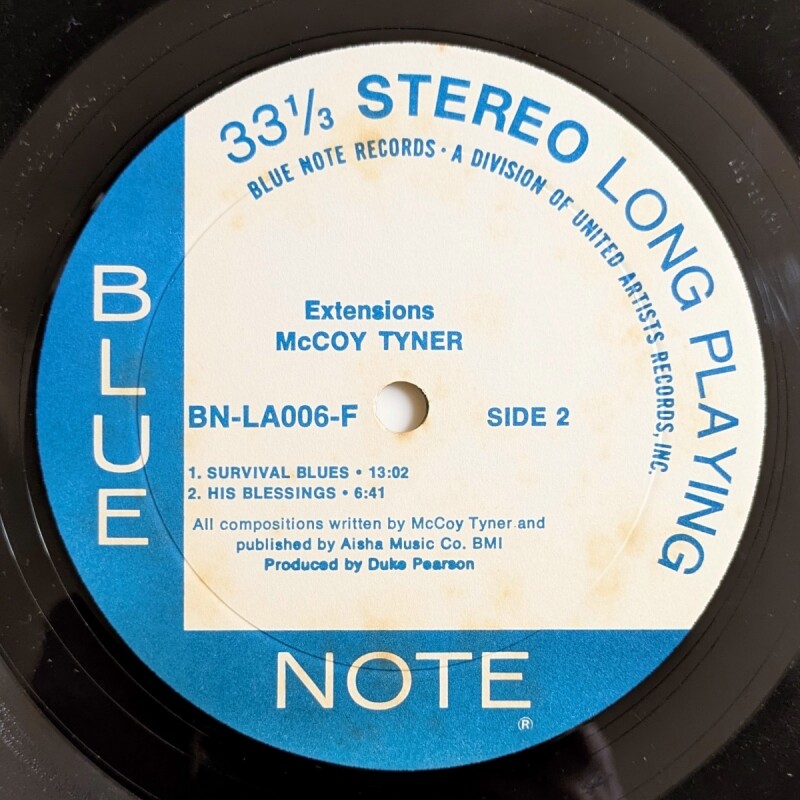 33⅓ STEREO LONG PLAYING
BLUE NOTE RECORDS • A DIVISION OF UNITED ARTISTS RECORDS, INC.
BLUE
Extensions
McCOY TYNER
BN-LA006-F SIDE 2
1. SURVIVAL BLUES • 13:02
2. HIS BLESSINGS • 6:41
All compositions written by McCoy Tyner and
published by Aisha Music Co. BMI
Produced by Duke Pearson
NOTE
®